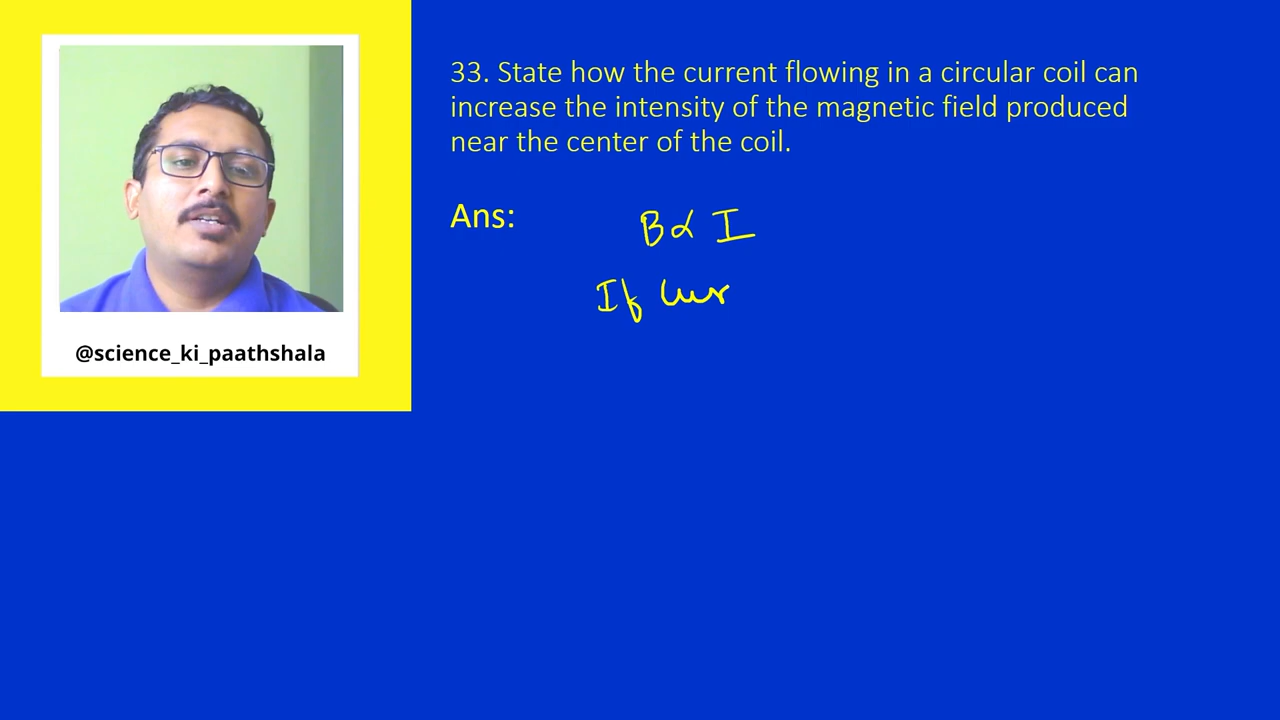 33. State how the current flowing in a circular coil can
increase the intensity of the magnetic field produced
near the center of the coil.
Ans:
B ∝ I
If Curr
@science_ki_paathshala